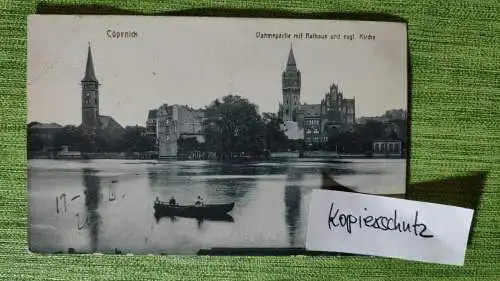 Cöpenick
Dahmepartie mit Rathaus und evgl. Kirche
Kopierschutz